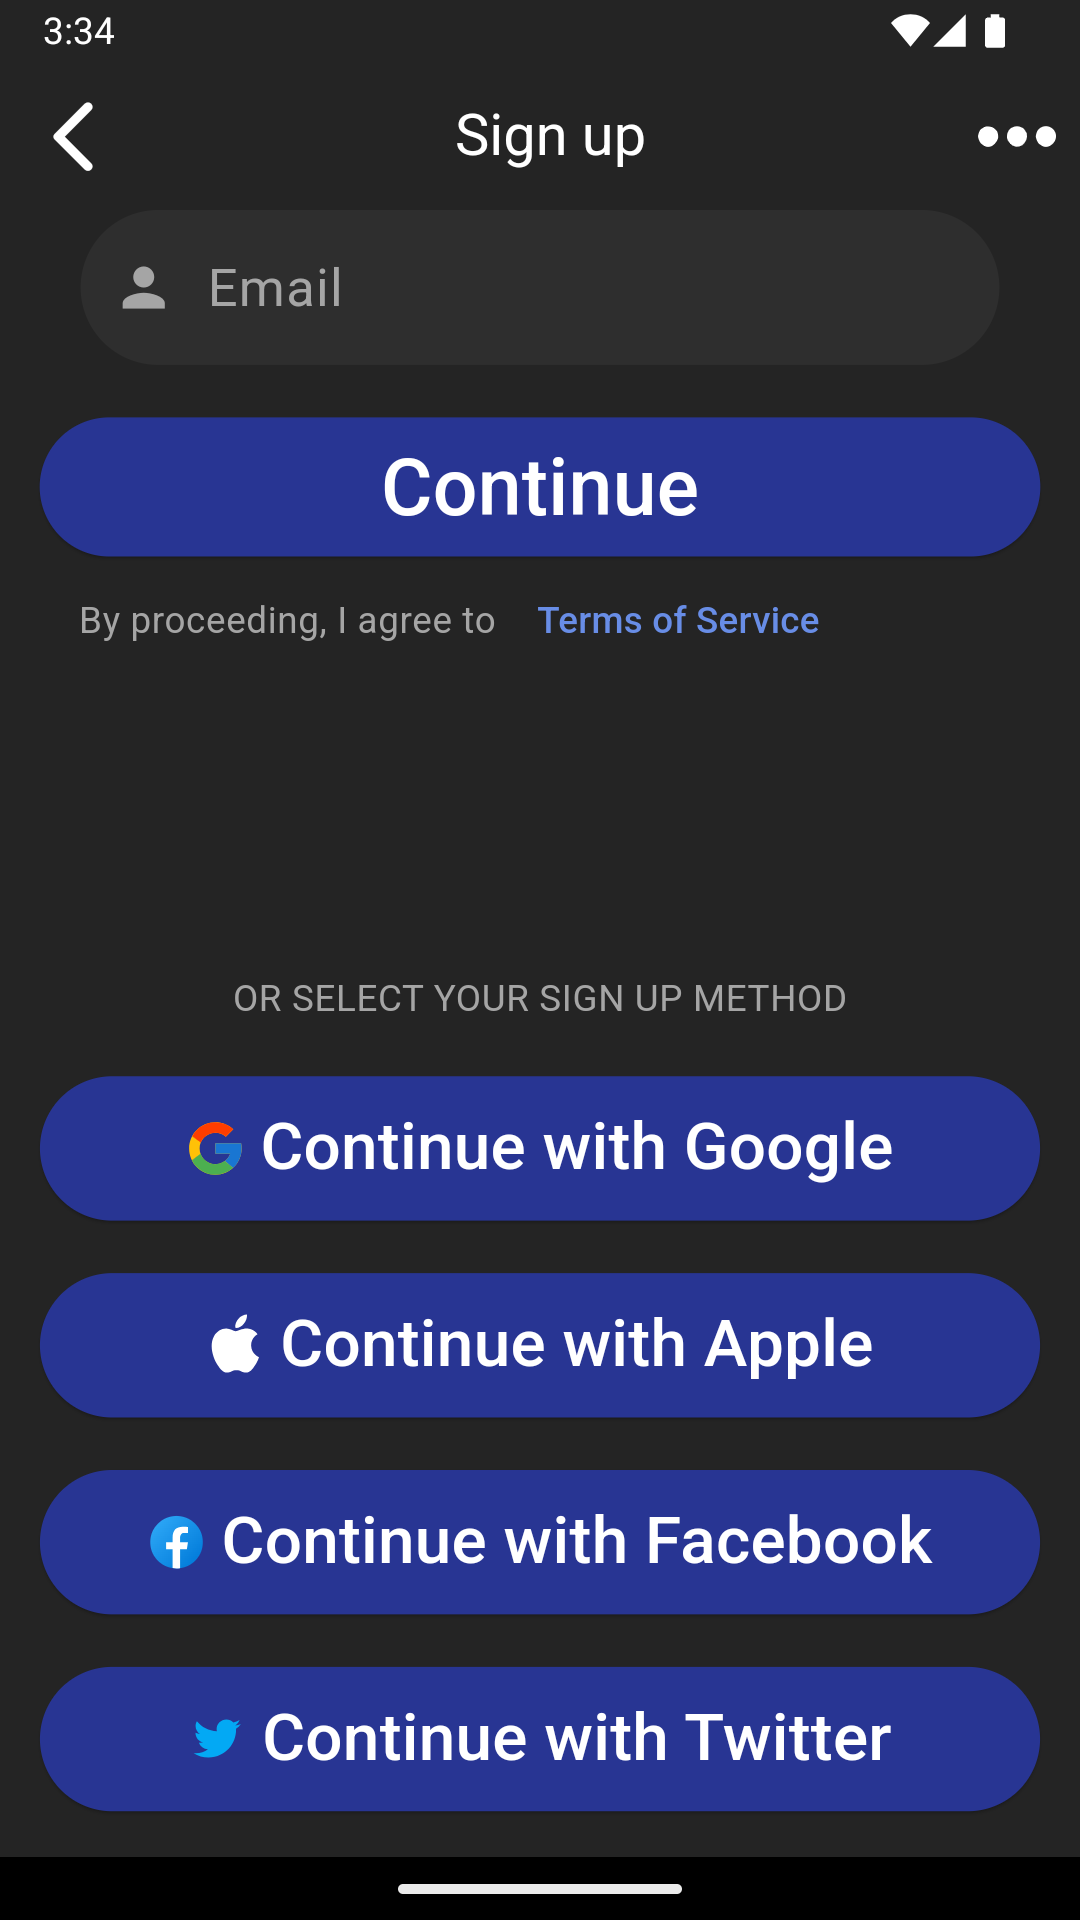 3:34
Sign up
Email
Continue
By proceeding, I agree to Terms of Service
OR SELECT YOUR SIGN UP METHOD
Continue with Google
Continue with Apple
Continue with Facebook
Continue with Twitter